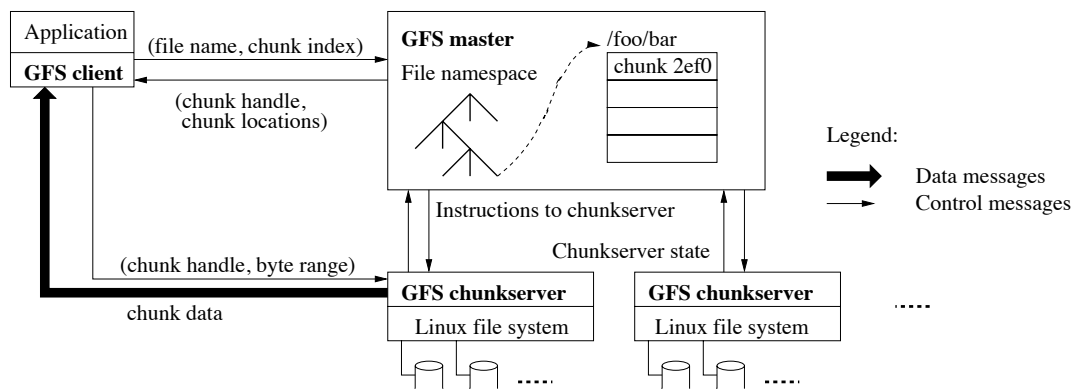 Application
GFS client
(file name, chunk index)
(chunk handle,
chunk locations)
GFS master
File namespace
/foo/bar
chunk 2ef0
Legend:
Data messages
Control messages
Instructions to chunkserver
Chunkserver state
(chunk handle, byte range)
chunk data
GFS chunkserver
Linux file system
GFS chunkserver
Linux file system